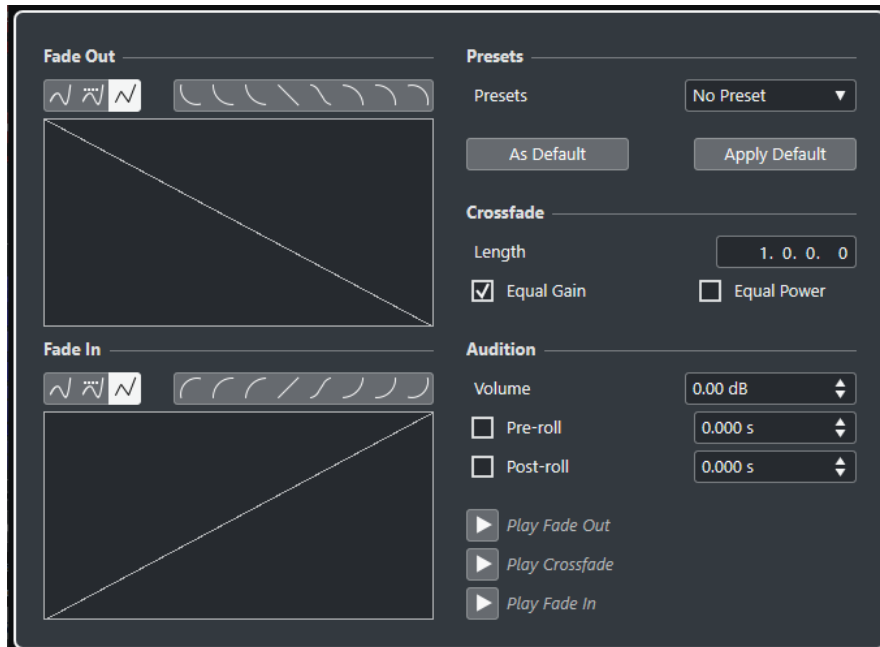 Fade Out
Presets
Presets
No Preset
As Default
Apply Default
Crossfade
Length
1. 0. 0. 0
Equal Gain
Equal Power
Fade In
Audition
Volume
0.00 dB
Pre-roll
0.000 s
Post-roll
0.000 s
Play Fade Out
Play Crossfade
Play Fade In